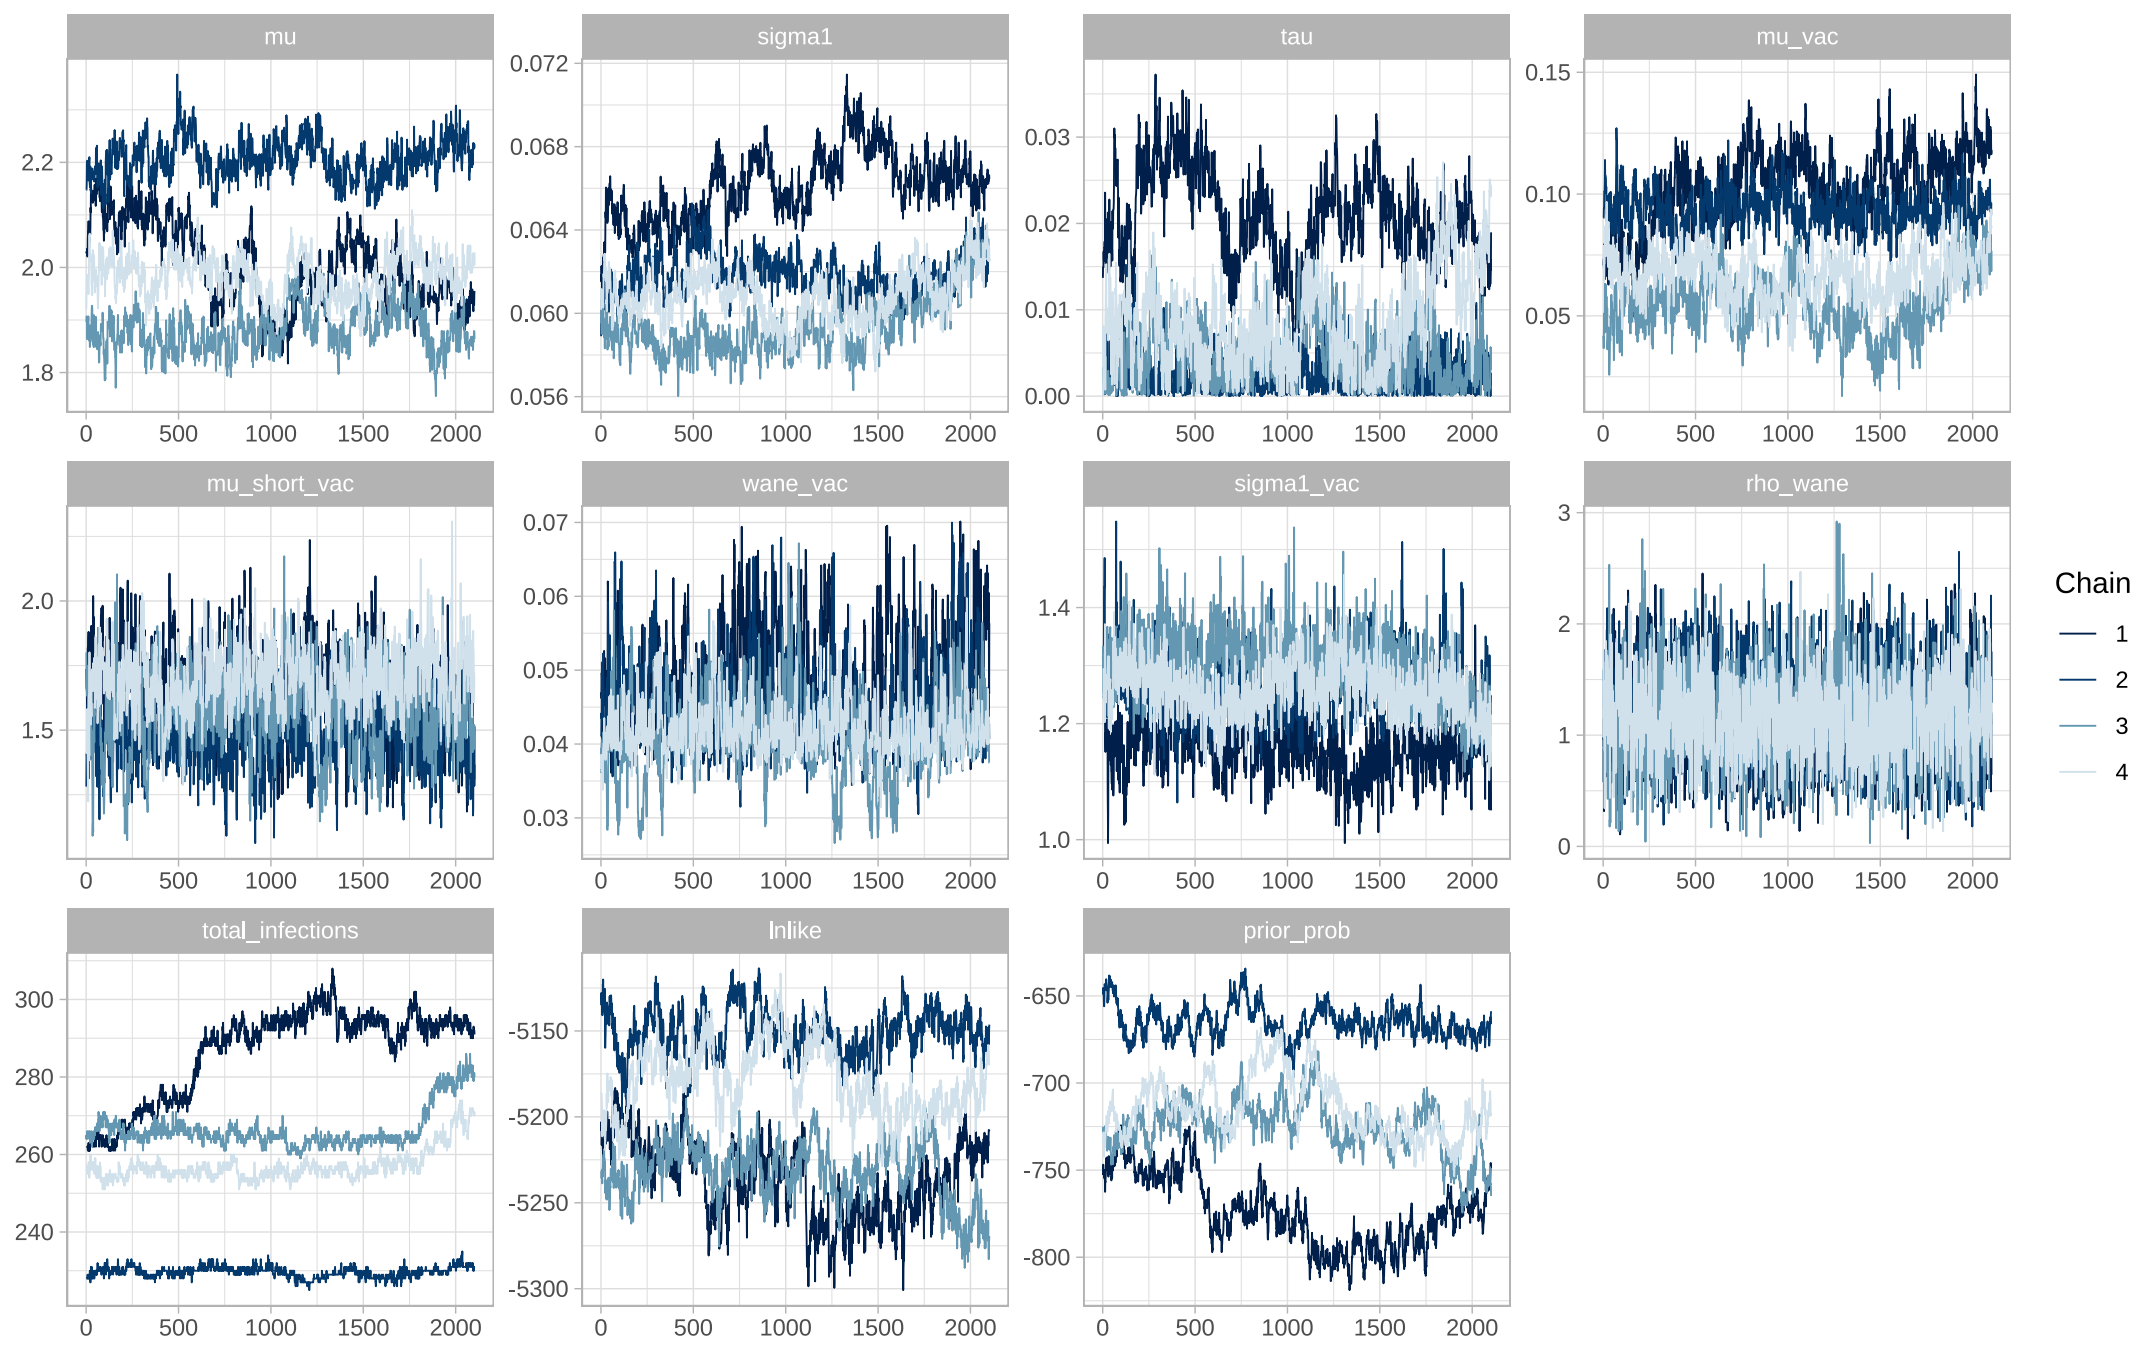 mu
sigma1
tau
mu_vac
2.2
2.0
1.8
0.072
0.068
0.064
0.060
0.056
0.03
0.02
0.01
0.00
0.15
0.10
0.05
0 500 1000 1500 2000
0 500 1000 1500 2000
0 500 1000 1500 2000
0 500 1000 1500 2000
mu_short_vac
wane_vac
sigma1_vac
rho_wane
2.0
1.5
0.07
0.06
0.05
0.04
0.03
1.4
1.2
1.0
3
2
1
0
0 500 1000 1500 2000
0 500 1000 1500 2000
0 500 1000 1500 2000
0 500 1000 1500 2000
Chain
1
2
3
4
total_infections
lnlike
prior_prob
300
280
260
240
-5150
-5200
-5250
-5300
-650
-700
-750
-800
0 500 1000 1500 2000
0 500 1000 1500 2000
0 500 1000 1500 2000